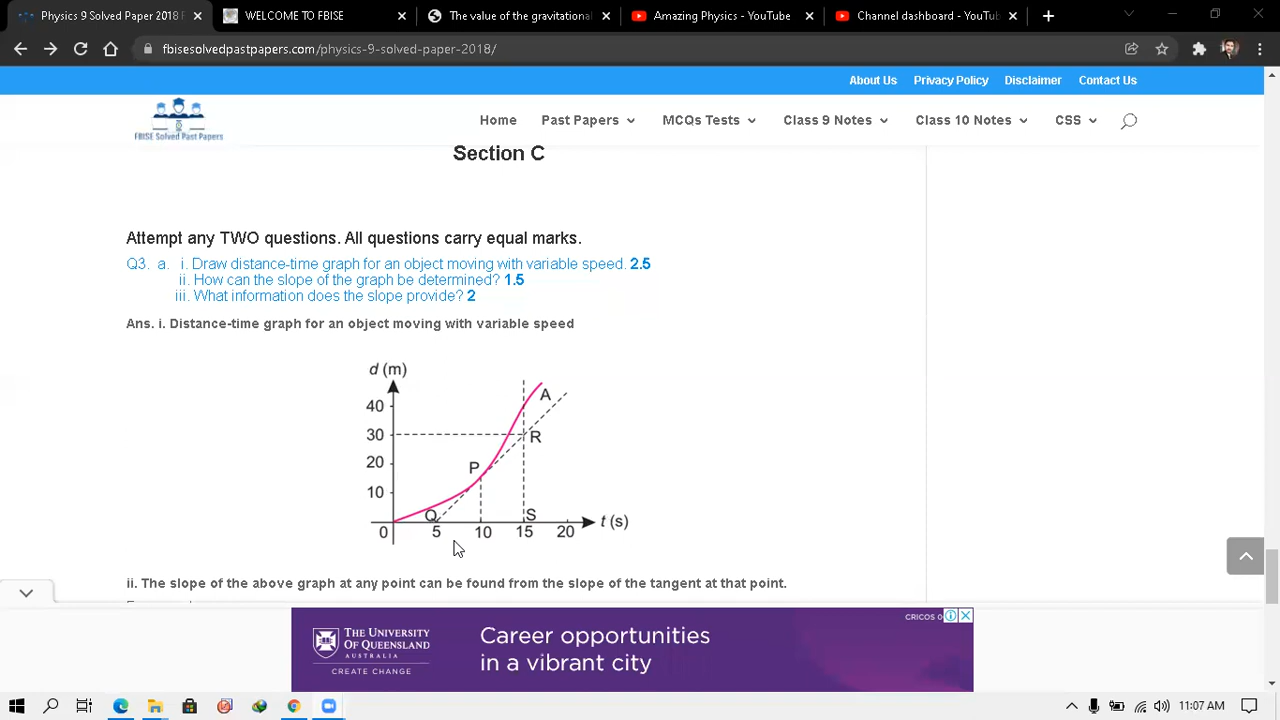 Physics 9 Solved Paper 2018 F
WELCOME TO FBISE
The value of the gravitational
Amazing Physics - YouTube
Channel dashboard - YouTube
fbisesolvedpastpapers.com/physics-9-solved-paper-2018/
About Us Privacy Policy Disclaimer Contact Us
FBISE Solved Past Papers
Home Past Papers MCQs Tests Class 9 Notes Class 10 Notes CSS
Section C
Attempt any TWO questions. All questions carry equal marks.
Q3. a. i. Draw distance-time graph for an object moving with variable speed. 2.5
ii. How can the slope of the graph be determined? 1.5
iii. What information does the slope provide? 2
Ans. i. Distance-time graph for an object moving with variable speed
d (m)
40 A
30 R
20 P
10
Q S
0 5 10 15 20 t (s)
ii. The slope of the above graph at any point can be found from the slope of the tangent at that point.
CRICOS 0
THE UNIVERSITY
OF QUEENSLAND
AUSTRALIA
CREATE CHANGE
Career opportunities
in a vibrant city
11:07 AM